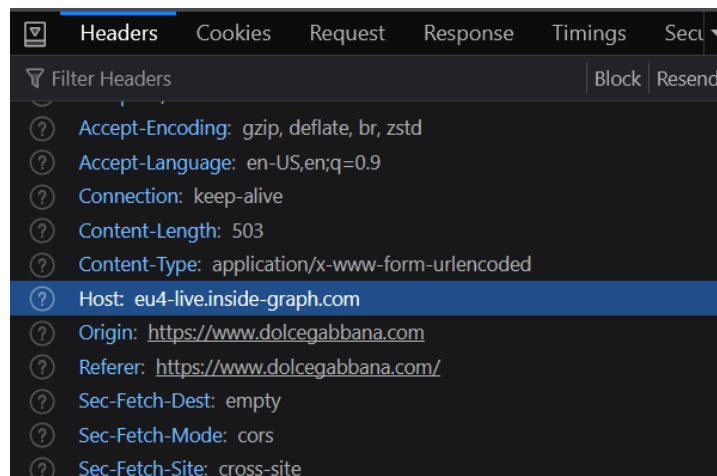 Headers Cookies Request Response Timings
Filter Headers Block Resend
Accept-Encoding: gzip, deflate, br, zstd
Accept-Language: en-US,en;q=0.9
Connection: keep-alive
Content-Length: 503
Content-Type: application/x-www-form-urlencoded
Host: eu4-live.inside-graph.com
Origin: https://www.dolcegabbana.com
Referer: https://www.dolcegabbana.com/
Sec-Fetch-Dest: empty
Sec-Fetch-Mode: cors
Sec-Fetch-Site: cross-site